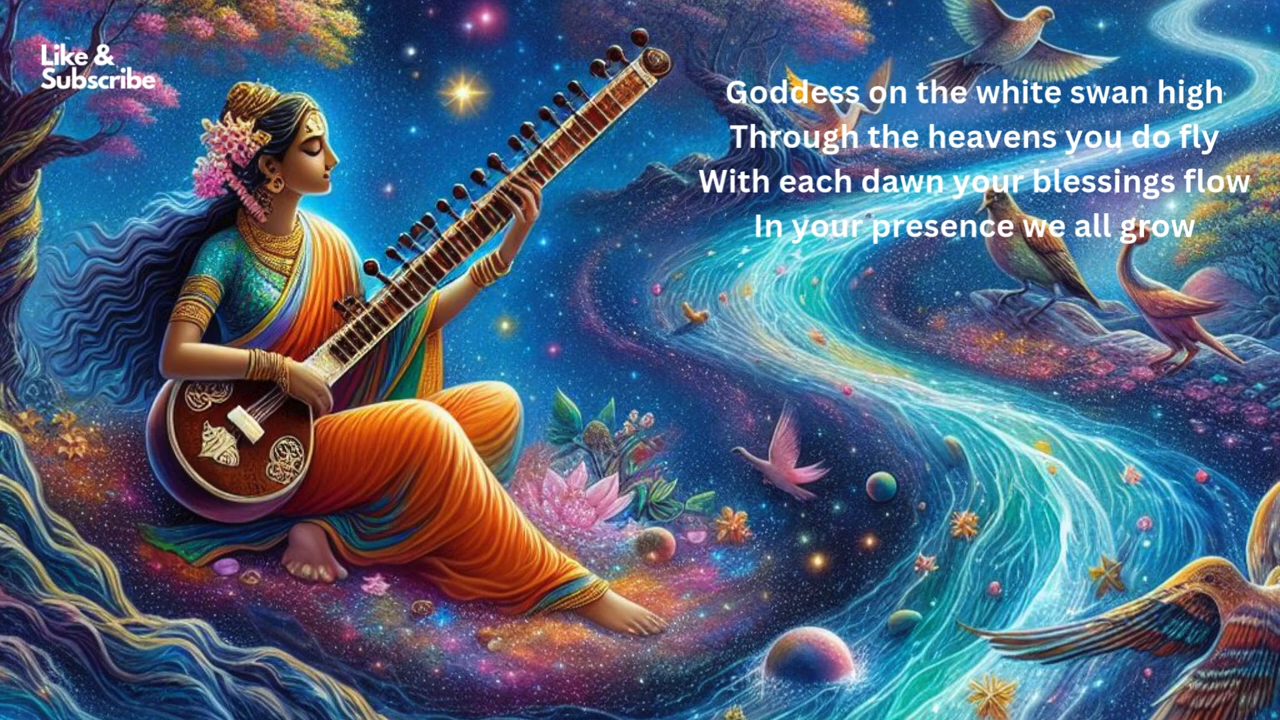 Like &
Subscribe
Goddess on the white swan high
Through the heavens you do fly
With each dawn your blessings flow
In your presence we all grow